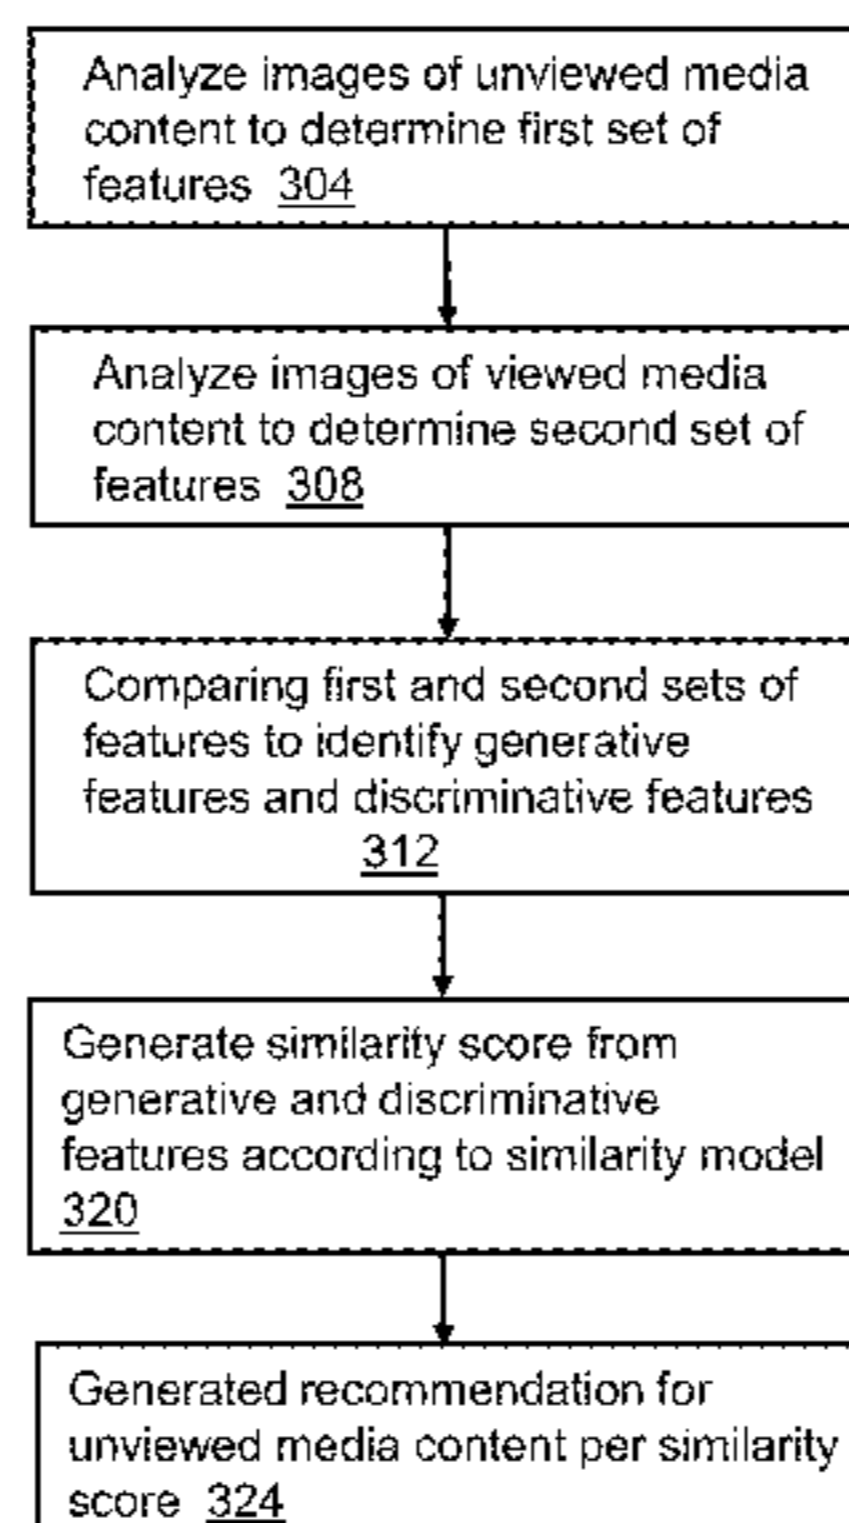 Analyze images of unviewed media
content to determine first set of
features 304
Analyze images of viewed media
content to determine second set of
features 308
Comparing first and second sets of
features to identify generative
features and discriminative features
312
Generate similarity score from
generative and discriminative
features according to similarity model
320
Generated recommendation for
unviewed media content per similarity
score 324